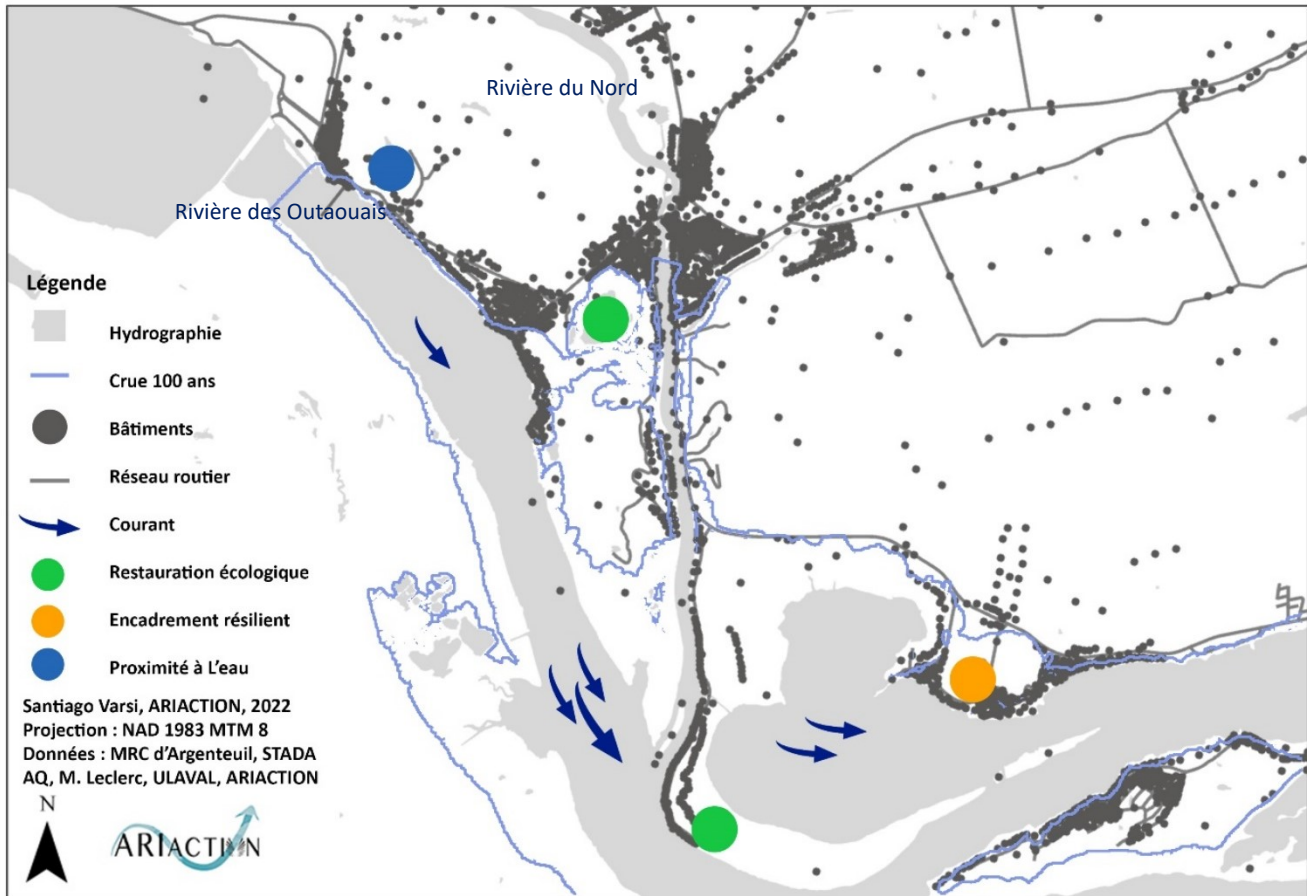 Rivière du Nord
Rivière des Outaouais
Légende
Hydrographie
Crue 100 ans
Bâtiments
Réseau routier
Courant
Restauration écologique
Encadrement résilient
Proximité à L'eau
Santiago Varsi, ARIACTION, 2022
Projection : NAD 1983 MTM 8
Données : MRC d'Argenteuil, STADA
AQ, M. Leclerc, ULAVAL, ARIACTION
N
ARIACTION